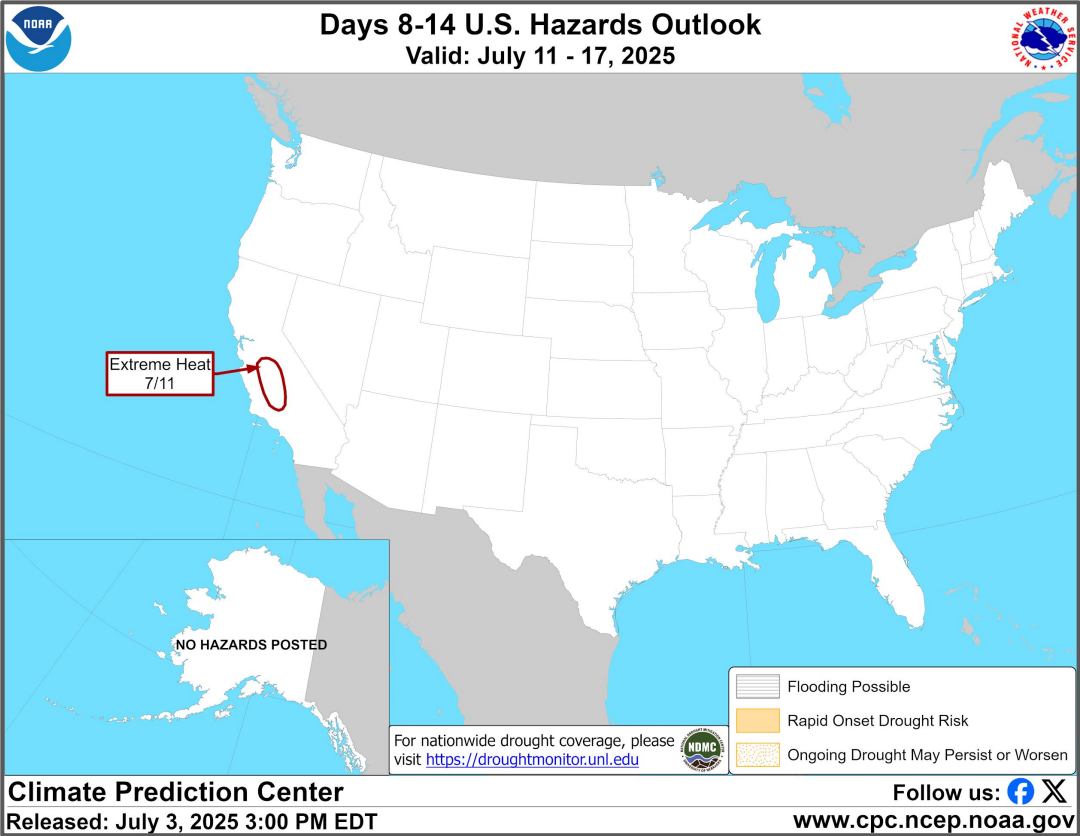 NOAA
Days 8-14 U.S. Hazards Outlook
Valid: July 11 - 17, 2025
NATIONAL WEATHER SERVICE
Extreme Heat
7/11
NO HAZARDS POSTED
Flooding Possible
Rapid Onset Drought Risk
Ongoing Drought May Persist or Worsen
For nationwide drought coverage, please
visit https://droughtmonitor.unl.edu
NDMC
Climate Prediction Center
Follow us:
Released: July 3, 2025 3:00 PM EDT
www.cpc.ncep.noaa.gov